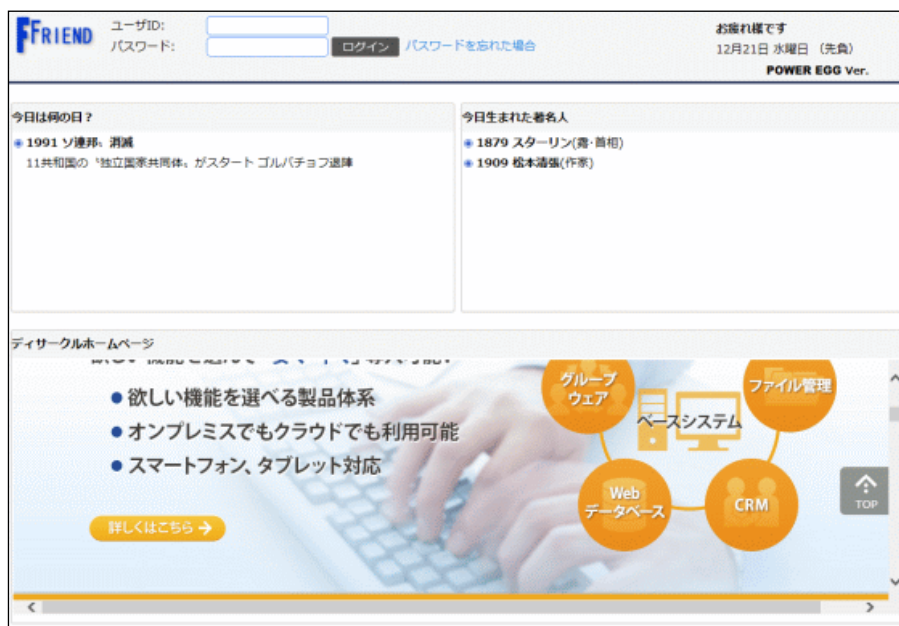 FFRIEND
ユーザID:
パスワード:
ログイン パスワードを忘れた場合
お疲れ様です
12月21日 水曜日 （先負）
POWER EGG Ver.
今日は何の日？
1991 ソ連邦、消滅
11共和国の〝独立国家共同体〟がスタート ゴルバチョフ退陣
今日生まれた著名人
1879 スターリン(露・首相)
1909 松本清張(作家)
ディサークルホームページ
● 欲しい機能を選べる製品体系
● オンプレミスでもクラウドでも利用可能
● スマートフォン、タブレット対応
詳しくはこちら →
グループ
ウェア
ファイル管理
ベースシステム
Web
データベース
CRM
TOP